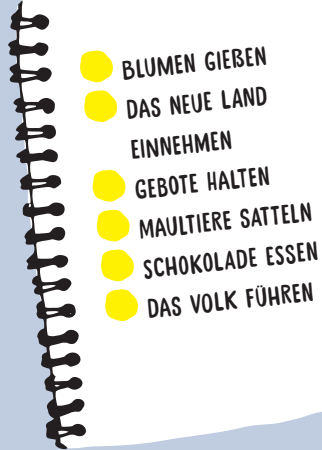 BLUMEN GIEßEN
DAS NEUE LAND
EINNEHMEN
GEBOTE HALTEN
MAULTIERE SATTELN
SCHOKOLADE ESSEN
DAS VOLK FÜHREN